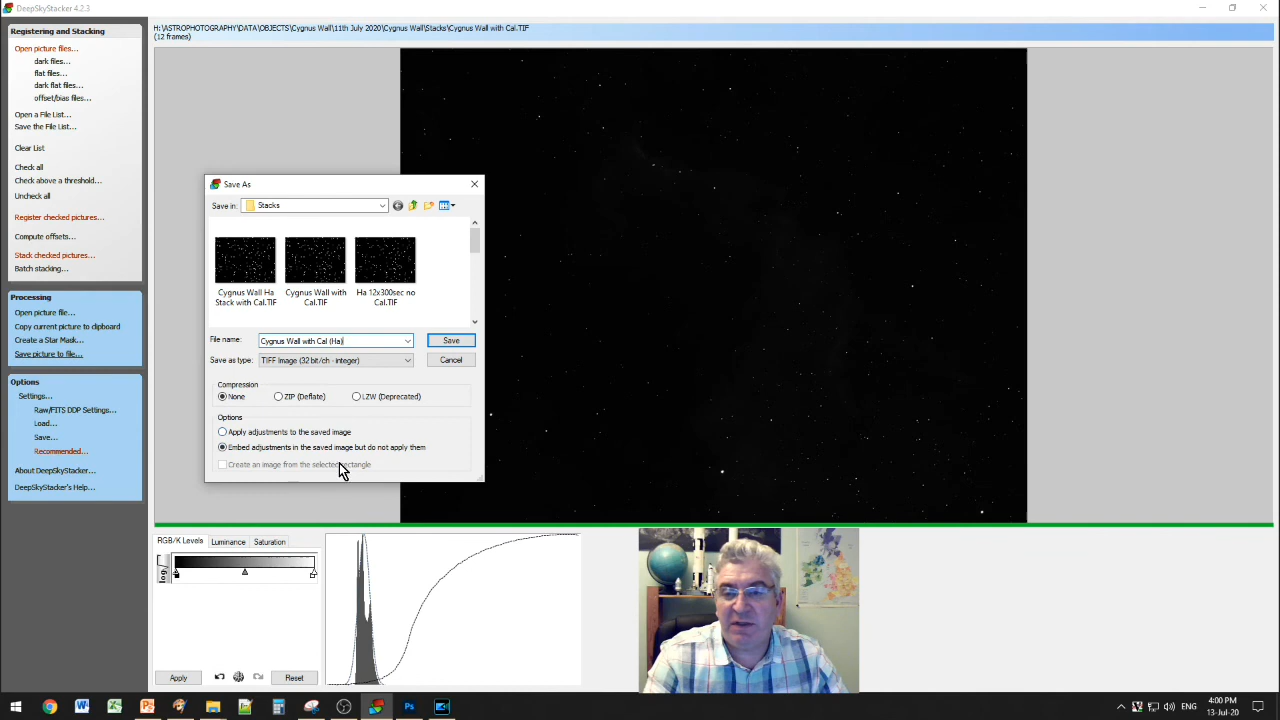 DeepSkyStacker 4.2.3
Registering and Stacking
Open picture files...
dark files...
flat files...
dark flat files...
offset/bias files...
Open a File List...
Save the File List...
Clear List
Check all
Check above a threshold...
Uncheck all
Register checked pictures...
Compute offsets...
Stack checked pictures...
Batch stacking...
Processing
Open picture file...
Copy current picture to clipboard
Create a Star Mask...
Save picture to file...
Options
Settings...
Raw/FITS DDP Settings...
Load...
Save...
Recommended...
About DeepSkyStacker...
DeepSkyStacker's Help...
H:\ASTROPHOTOGRAPHY\DATA\OBJECTS\Cygnus Wall\11th July 2020\Cygnus Wall\Stacks\Cygnus Wall with Cal.TIF
(12 frames)
Save As
Save in:
Stacks
Cygnus Wall Ha
Stack with Cal.TIF
Cygnus Wall with
Cal.TIF
Ha 12x300sec no
Cal.TIF
File name:
Cygnus Wall with Cal (Ha)
Save
Save as type:
TIFF Image (32 bit/ch - integer)
Cancel
Compression
None
ZIP (Deflate)
LZW (Deprecated)
Options
Apply adjustments to the saved image
Embed adjustments in the saved image but do not apply them
Create an image from the selected rectangle
RGB/K Levels
Luminance
Saturation
log
Apply
Reset
ENG
4:00 PM
13-Jul-20